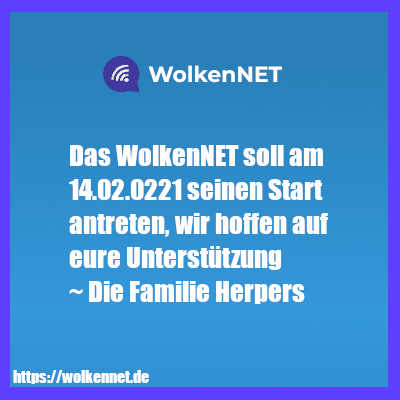 WolkenNET
Das WolkenNET soll am
14.02.0221 seinen Start
antreten, wir hoffen auf
eure Unterstützung
~ Die Familie Herpers
https://wolkennet.de